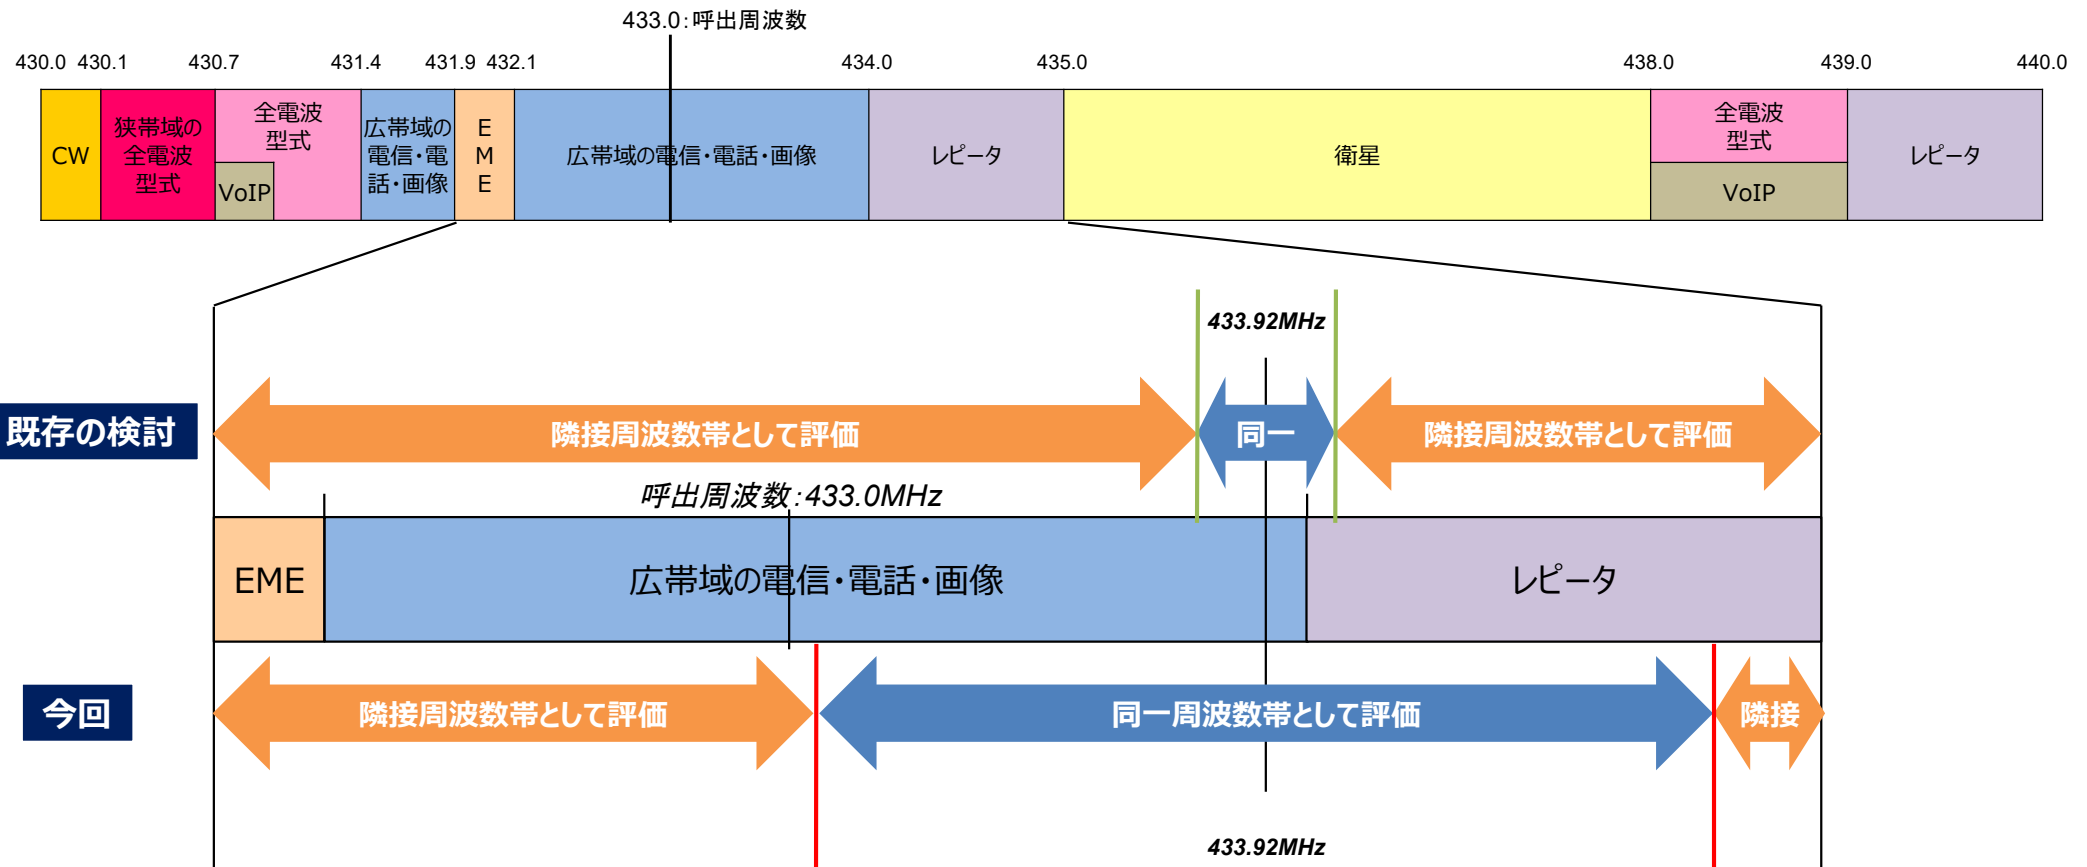 433.0:呼出周波数
430.0 430.1 430.7 431.4 431.9 432.1 434.0 435.0 438.0 439.0 440.0
CW
狭帯域の
全電波
型式
全電波
型式
VoIP
広帯域の
電信・電
話・画像
E
M
E
広帯域の電信・電話・画像
レピータ
衛星
全電波
型式
VoIP
レピータ
433.92MHz
既存の検討
隣接周波数帯として評価
同一
隣接周波数帯として評価
呼出周波数:433.0MHz
EME
広帯域の電信・電話・画像
レピータ
今回
隣接周波数帯として評価
同一周波数帯として評価
隣接
433.92MHz